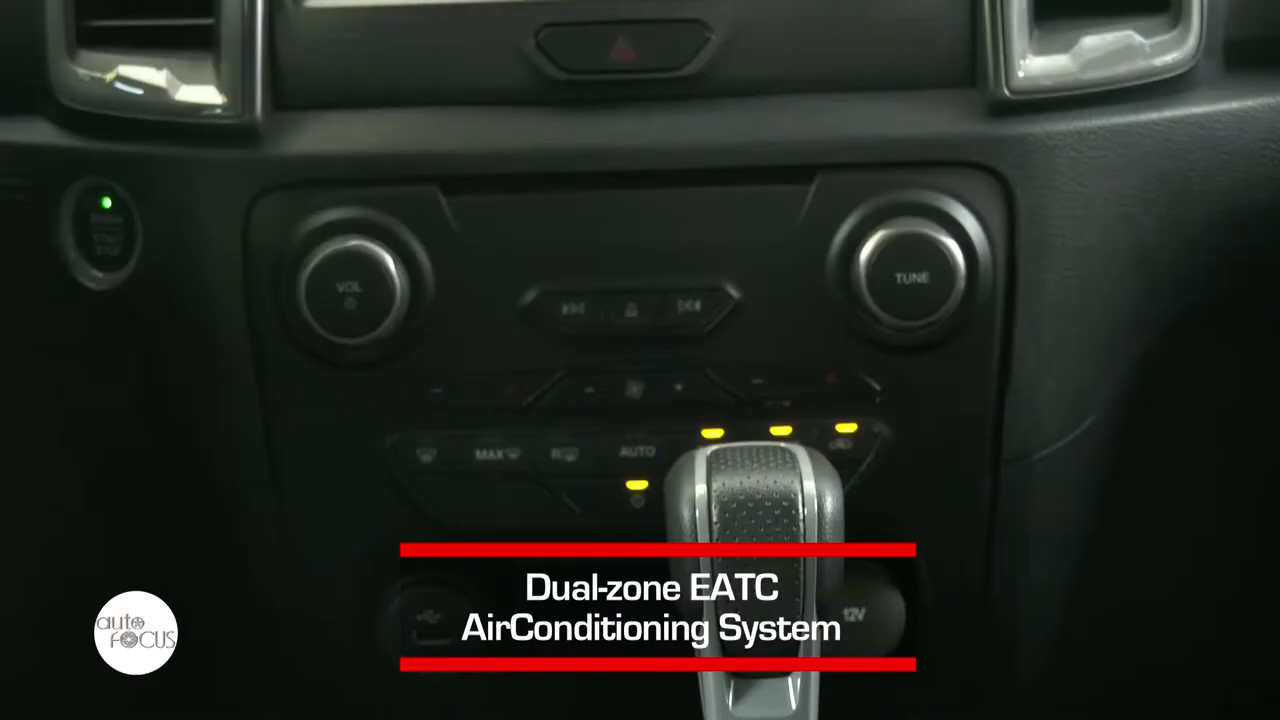 VOL
TUNE
MAX
AUTO
Dual-zone EATC
AirConditioning System
12V
auto
FOCUS